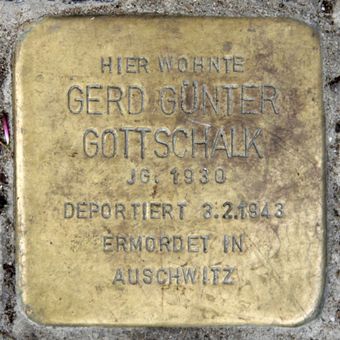 HIER WOHNTE
GERD GÜNTER
GOTTSCHALK
JG. 1930
DEPORTIERT 3.2.1943
ERMORDET IN
AUSCHWITZ